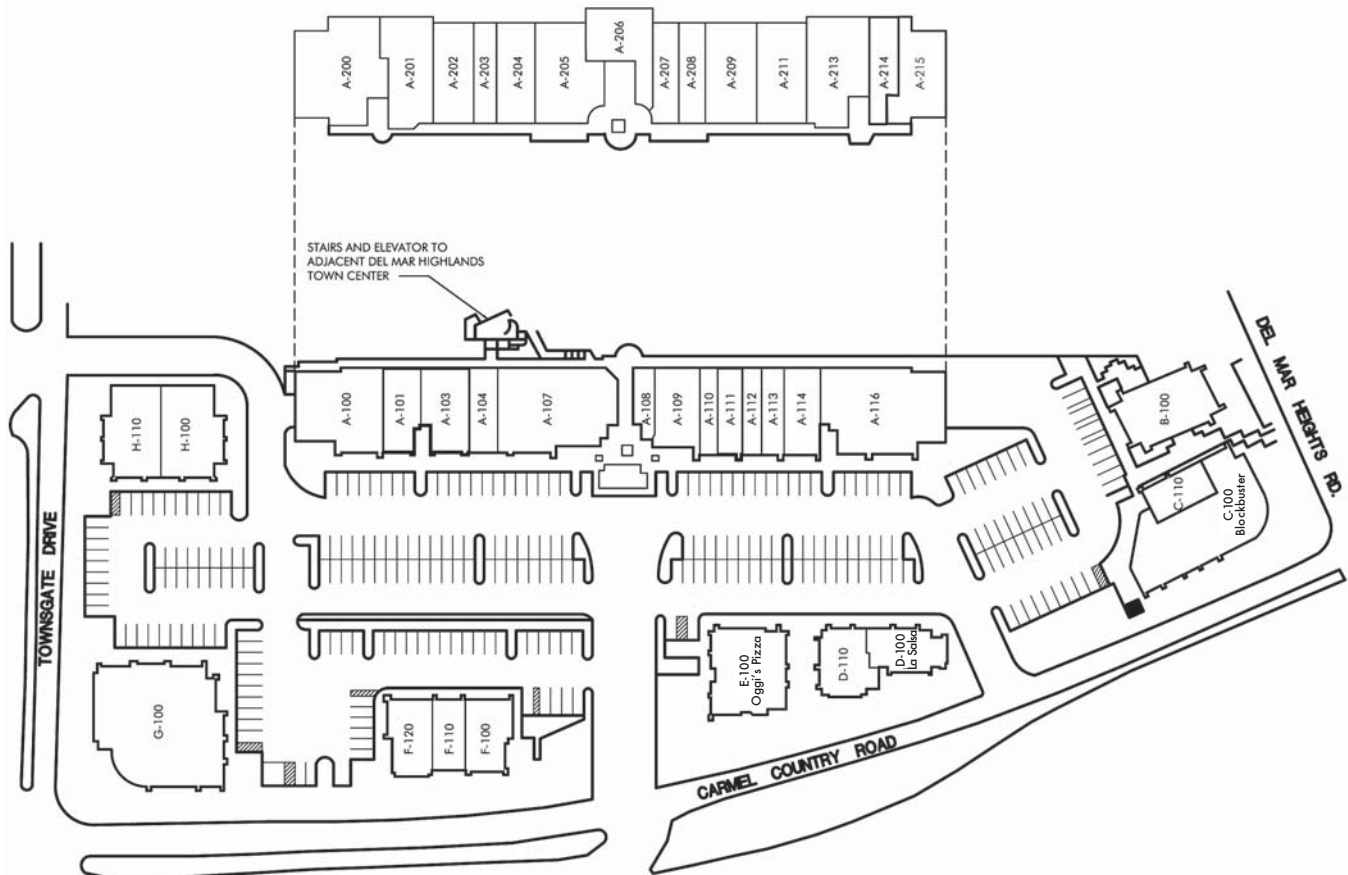 A-200
A-201
A-202
A-203
A-204
A-205
A-206
A-207
A-208
A-209
A-211
A-213
A-214
A-215
STAIRS AND ELEVATOR TO
ADJACENT DEL MAR HIGHLANDS
TOWN CENTER
DEL MAR HEIGHTS RD.
H-110
H-100
A-100
A-101
A-103
A-104
A-107
A-108
A-109
A-110
A-111
A-112
A-113
A-114
A-116
B-100
C-110
C-100
Blockbuster
TOWNSGATE DRIVE
G-100
F-120
F-110
F-100
E-100
Oggi's Pizza
D-110
D-100
La Salsa
CARMEL COUNTRY ROAD